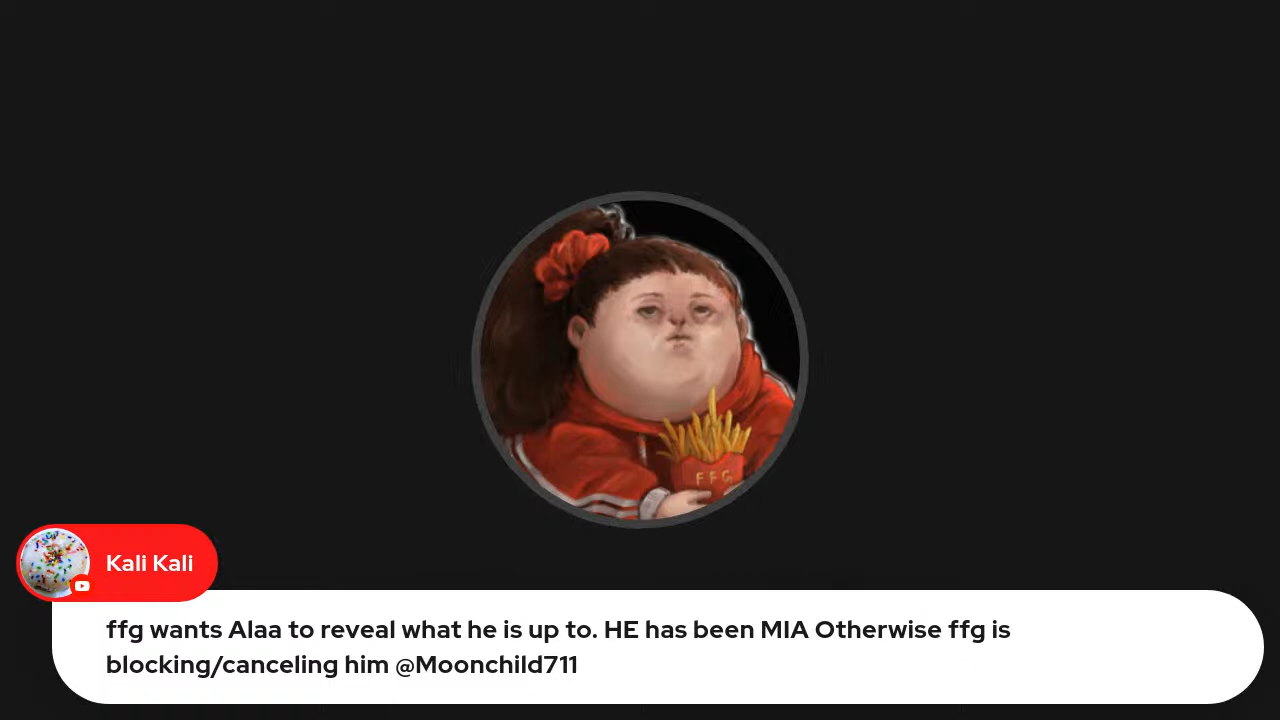 FFG
Kali Kali
ffg wants Alaa to reveal what he is up to. HE has been MIA Otherwise ffg is
blocking/canceling him @Moonchild711